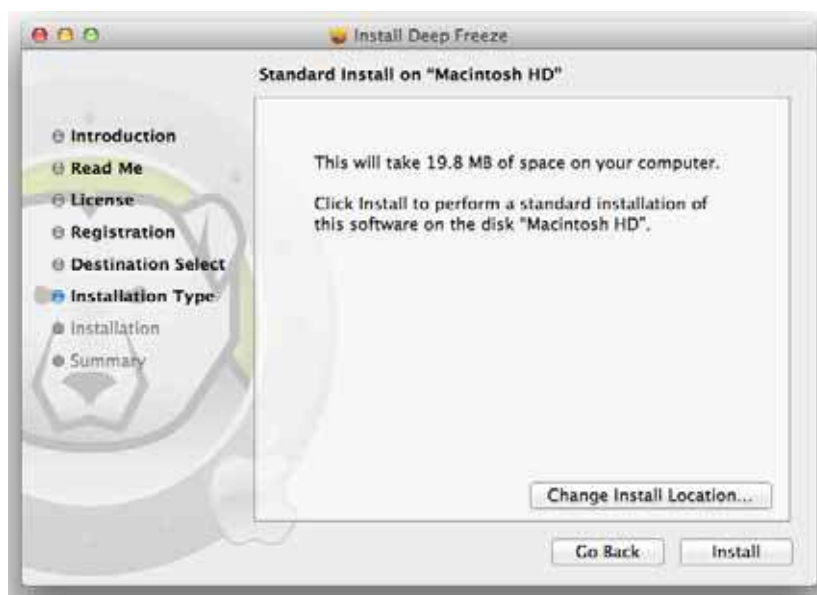 Install Deep Freeze
Standard Install on "Macintosh HD"
Introduction
Read Me
License
Registration
Destination Select
Installation Type
Installation
Summary
This will take 19.8 MB of space on your computer.
Click Install to perform a standard installation of
this software on the disk "Macintosh HD".
Change Install Location...
Go Back
Install